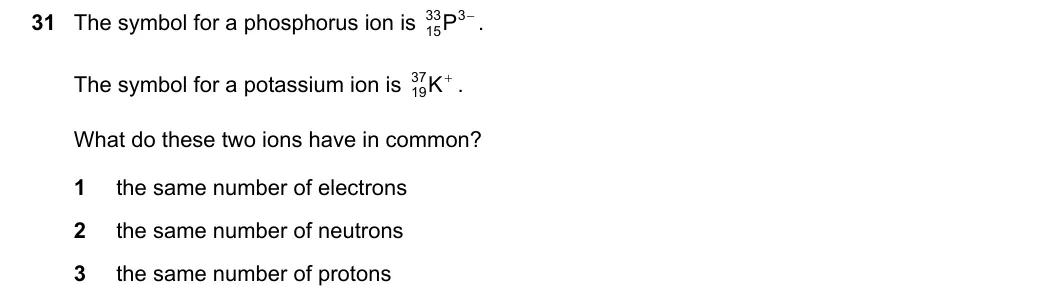 31 The symbol for a phosphorus ion is ³³₁₅P³⁻.
The symbol for a potassium ion is ³⁷₁₉K⁺.
What do these two ions have in common?
1 the same number of electrons
2 the same number of neutrons
3 the same number of protons